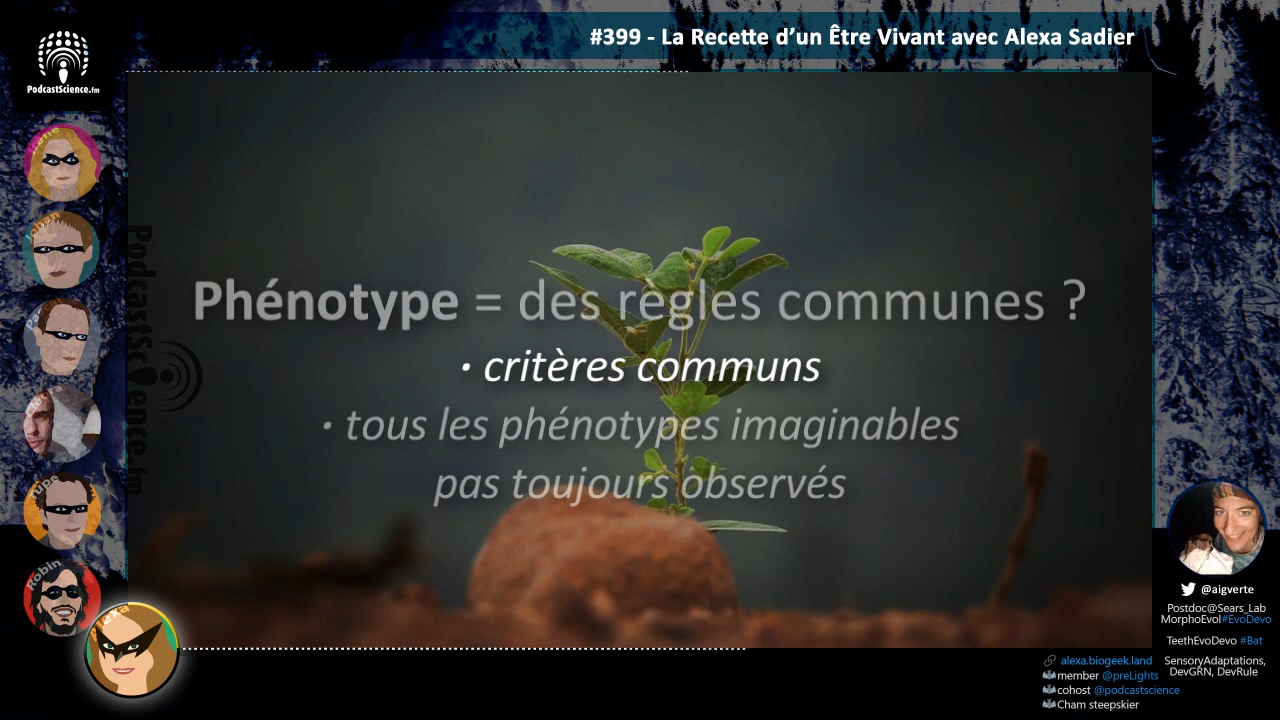 #399 - La Recette d’un Être Vivant avec Alexa Sadier
PodcastScience.fm
Irène
Johan
PodcastScience.fm
Phénotype = des règles communes ?
· critères communs
· tous les phénotypes imaginables
pas toujours observés
Robin
Alexa
@aigverte
Postdoc@Sears_Lab
MorphoEvol#EvoDevo
TeethEvoDevo #Bat
SensoryAdaptations,
DevGRN, DevRule
alexa.biogeek.land
member @preLights
cohost @podcastscience
Cham steepskier